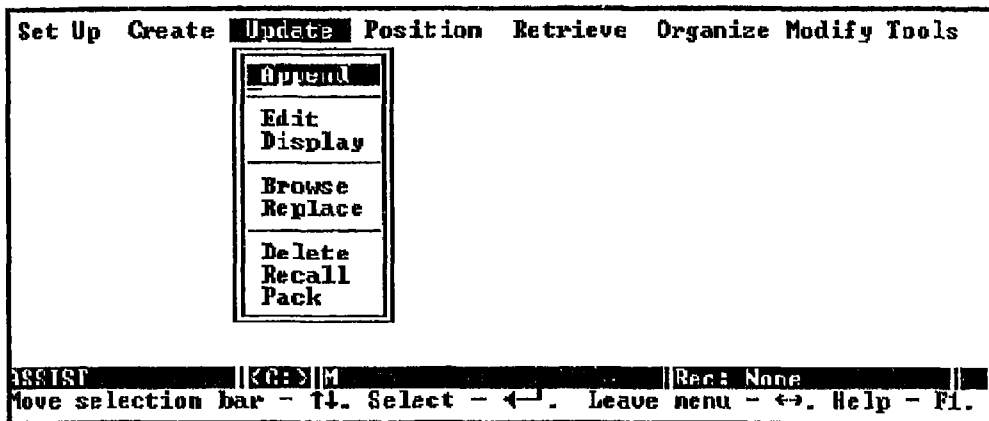 Set Up Create Update Position Retrieve Organize Modify Tools
Append
Edit
Display
Browse
Replace
Delete
Recall
Pack
ASSIST <C:> M Rec: None
Move selection bar - ↑↓. Select - ↵. Leave menu - ↔. Help - F1.